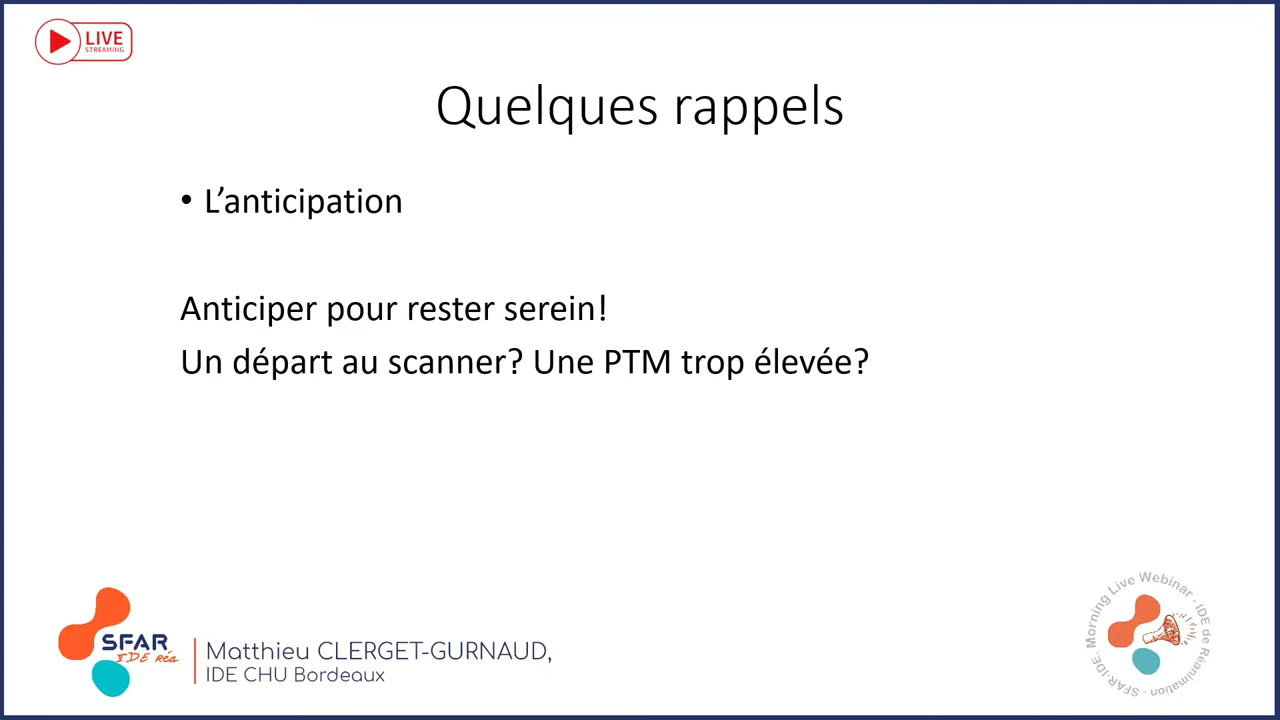 LIVE
STREAMING
Quelques rappels
• L’anticipation
Anticiper pour rester serein!
Un départ au scanner? Une PTM trop élevée?
SFAR
IDE Réa
Matthieu CLERGET-GURNAUD,
IDE CHU Bordeaux
SFAR-IDE. Morning Live Webinar - IDE de Réanimation -